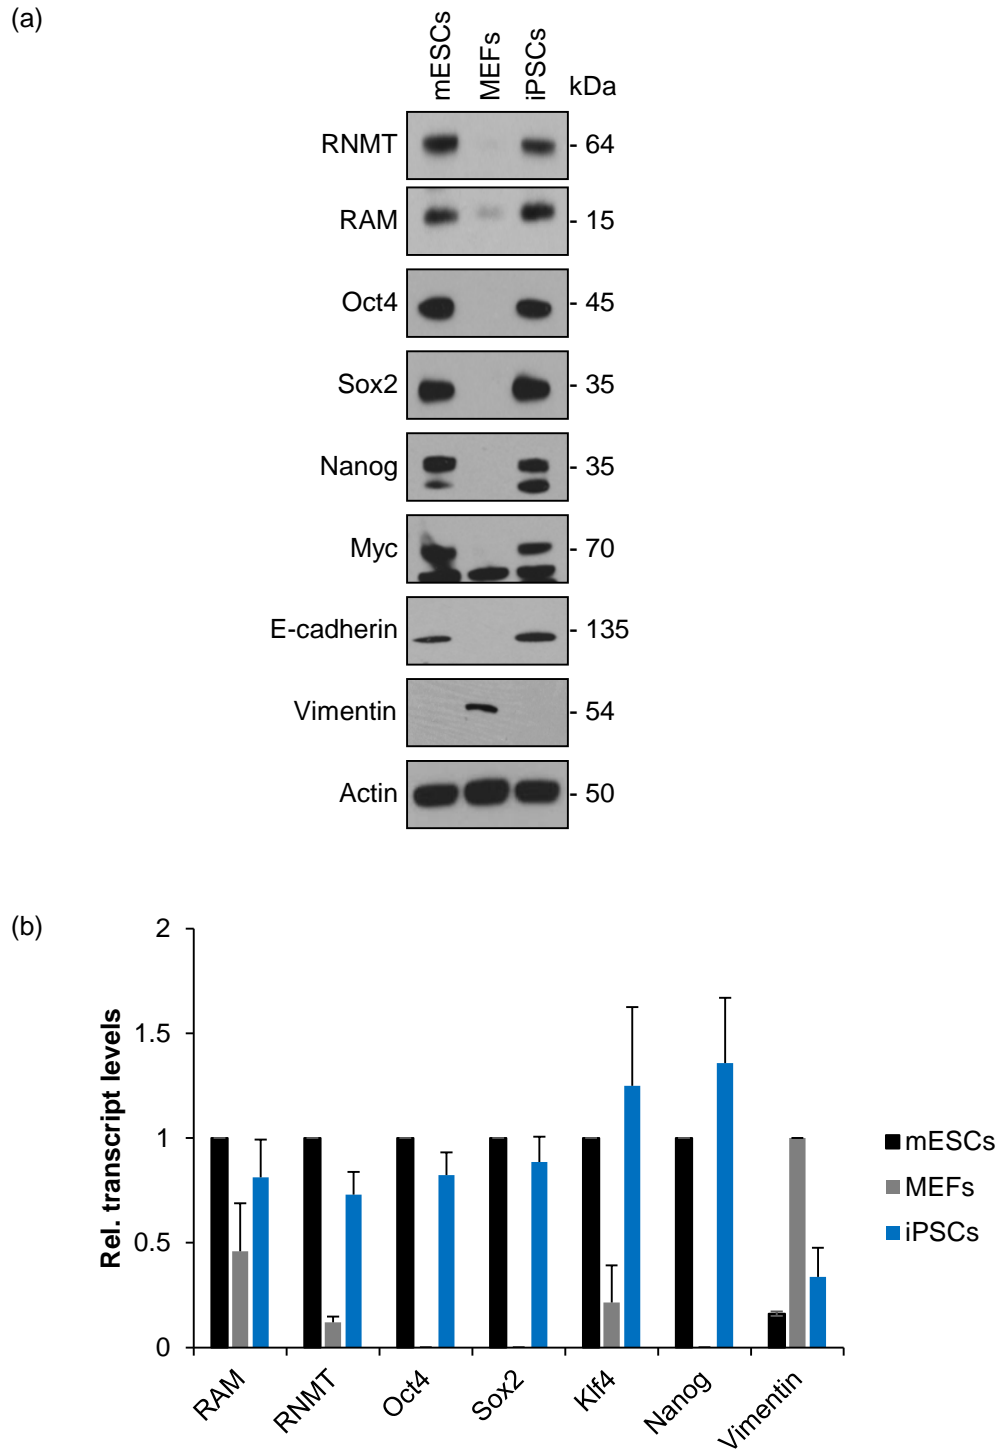 (a)
mESCs MEFs iPSCs kDa
RNMT - 64
RAM - 15
Oct4 - 45
Sox2 - 35
Nanog - 35
Myc - 70
E-cadherin - 135
Vimentin - 54
Actin - 50
(b)
Rel. transcript levels
2
1.5
1
0.5
0
RAM RNMT Oct4 Sox2 Klf4 Nanog Vimentin
mESCs
MEFs
iPSCs